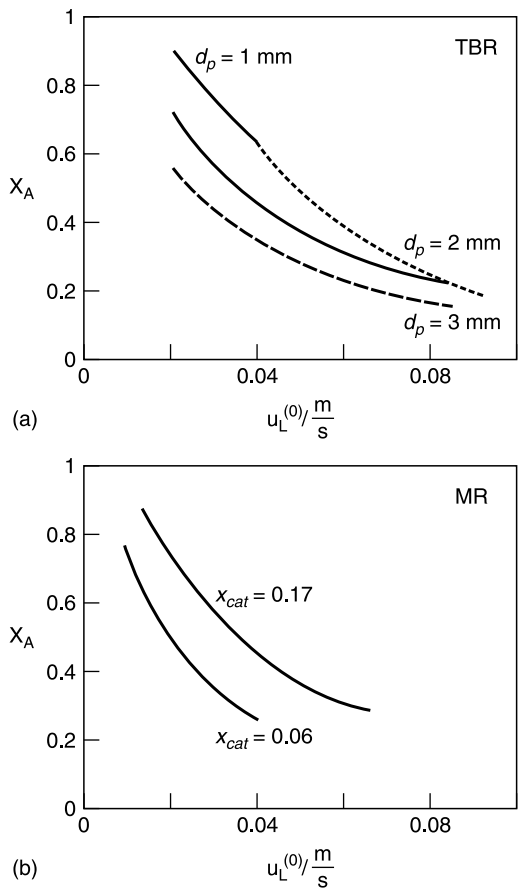 1
TBR
d_p = 1 mm
0.8
0.6
X_A
0.4
d_p = 2 mm
0.2
d_p = 3 mm
0
0 0.04 0.08
(a)
u_L^(0)/ m/s
1
MR
0.8
x_cat = 0.17
0.6
X_A
0.4
x_cat = 0.06
0.2
0
0 0.04 0.08
(b)
u_L^(0)/ m/s